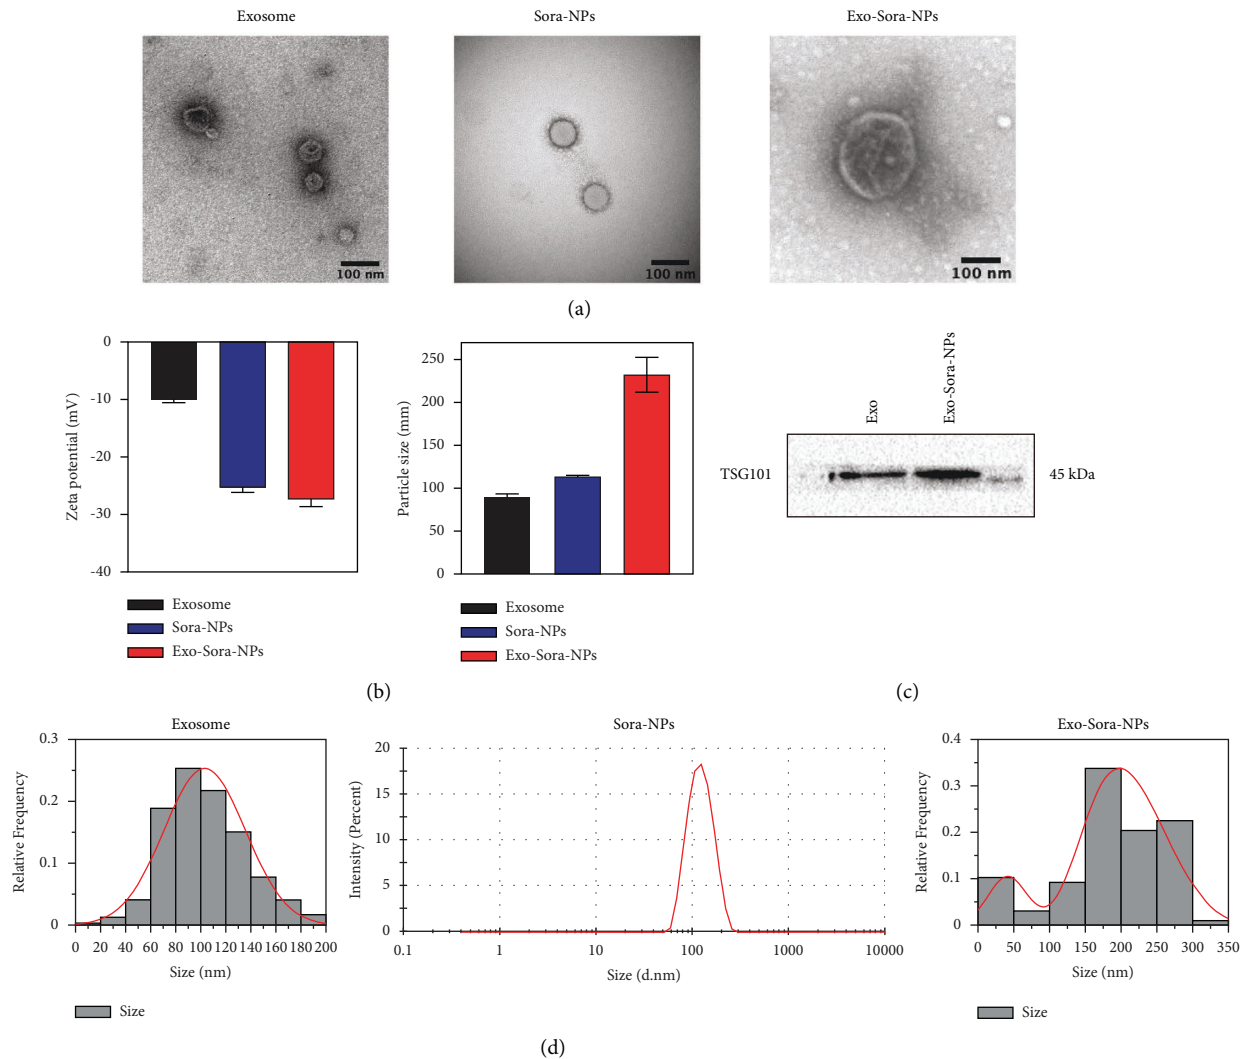 Exosome
Sora-NPs
Exo-Sora-NPs
100 nm
100 nm
100 nm
(a)
0
-10
-20
-30
-40
Zeta potential (mV)
Exosome
Sora-NPs
Exo-Sora-NPs
250
200
150
100
50
0
Particle size (mm)
Exosome
Sora-NPs
Exo-Sora-NPs
(b)
Exo
Exo-Sora-NPs
TSG101
45 kDa
(c)
Exosome
0.3
0.2
0.1
0
Relative Frequency
0 20 40 60 80 100 120 140 160 180 200
Size (nm)
Size
Sora-NPs
20
15
10
5
0
Intensity (Percent)
0.1 1 10 100 1000 10000
Size (d.nm)
Exo-Sora-NPs
0.4
0.3
0.2
0.1
0
Relative Frequency
0 50 100 150 200 250 300 350
Size (nm)
Size
(d)